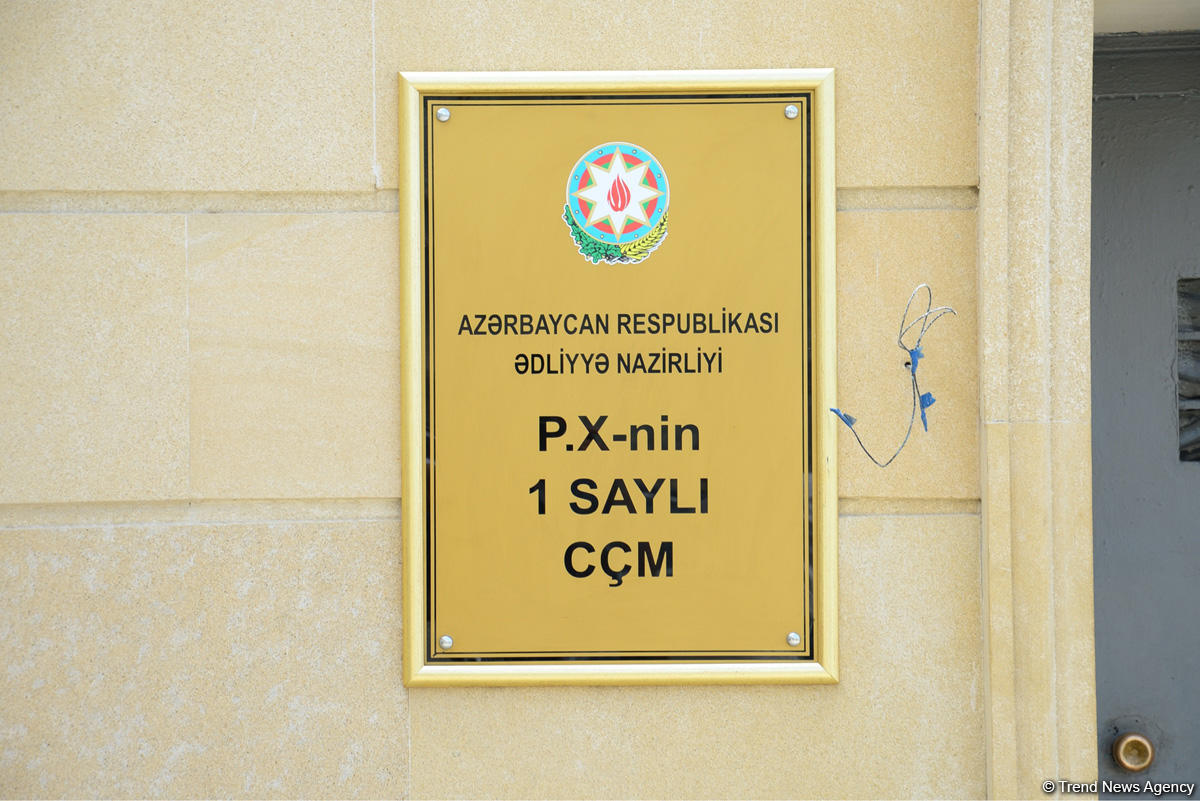 AZƏRBAYCAN RESPUBLİKASI
ƏDLİYYƏ NAZİRLİYİ
P.X-nin
1 SAYLI
CÇM
© Trend News Agency